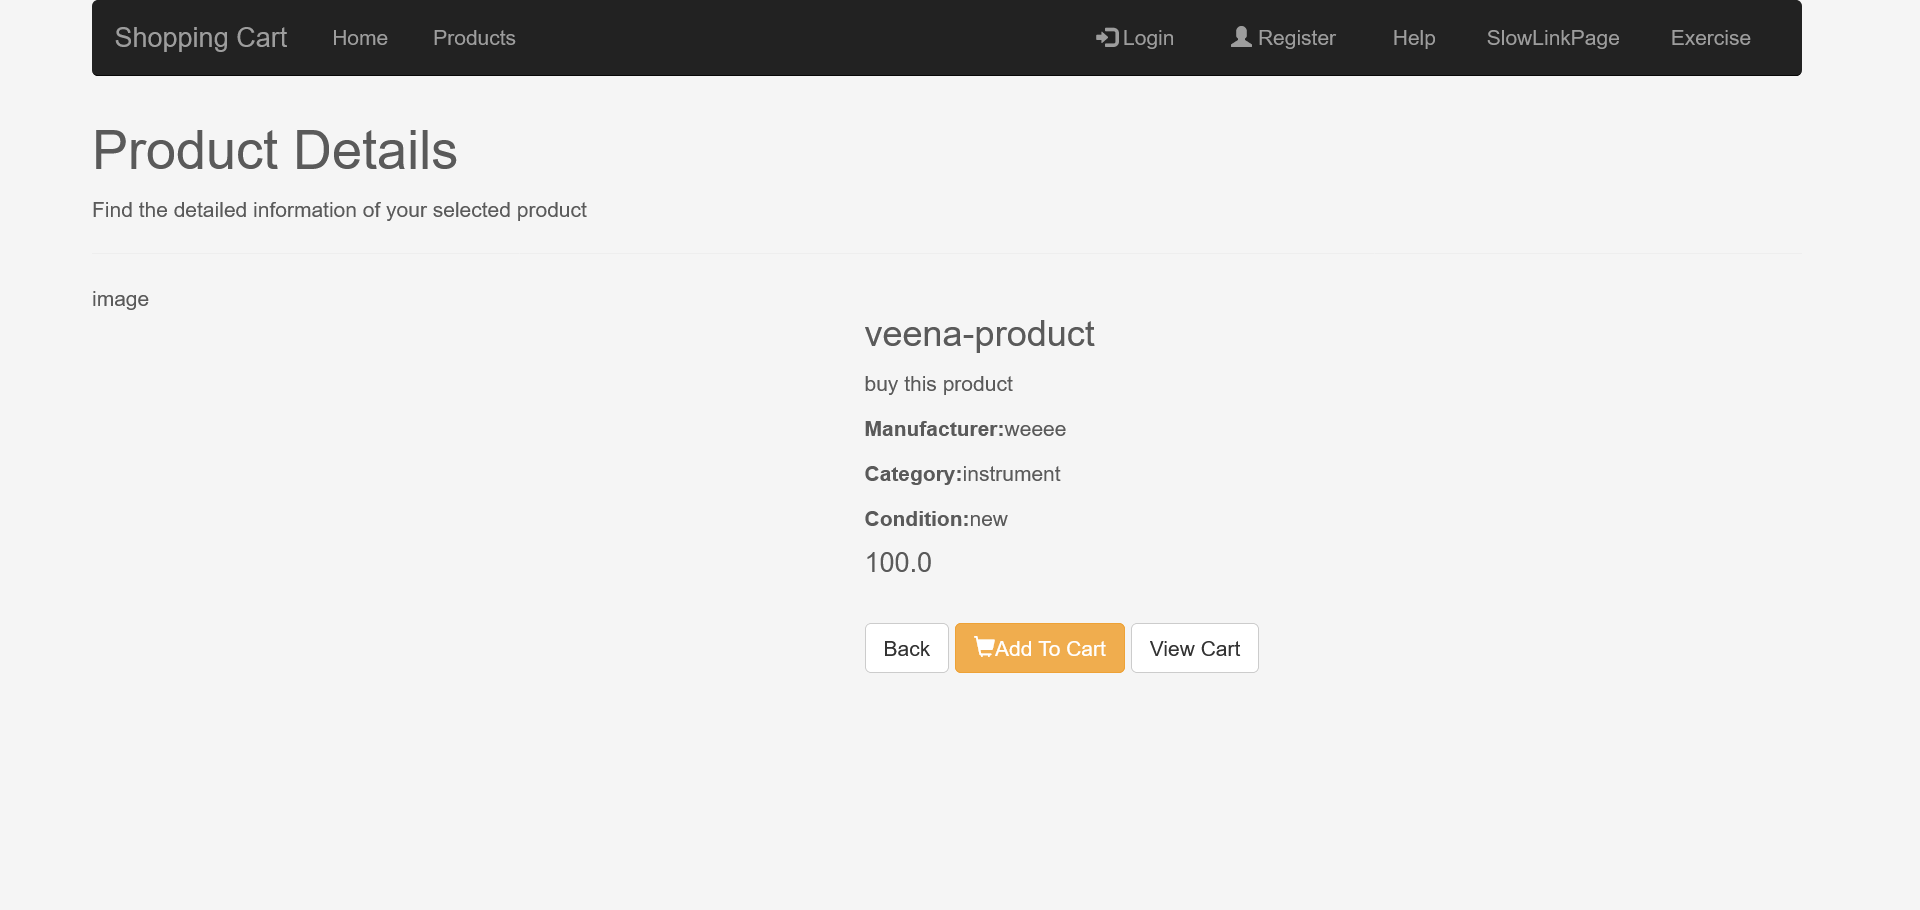 Shopping Cart Home Products Login Register Help SlowLinkPage Exercise
Product Details
Find the detailed information of your selected product
image
veena-product
buy this product
Manufacturer:weeee
Category:instrument
Condition:new
100.0
Back Add To Cart View Cart